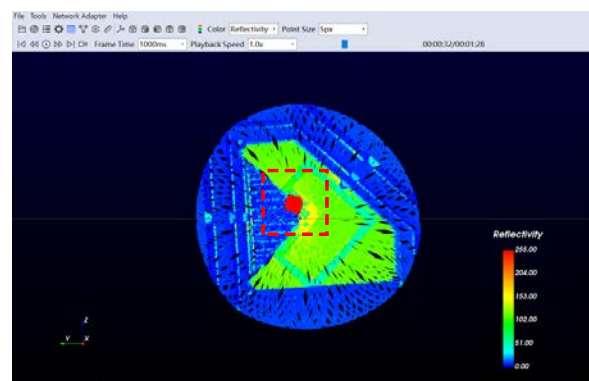 File Tools Network Adapter Help
Color Reflectivity Point Size 5px
Frame Time 1000ms Playback Speed 1.0x 00:00:32/00:01:26
Reflectivity
255.00
204.00
153.00
102.00
51.00
0.00
Z
Y X